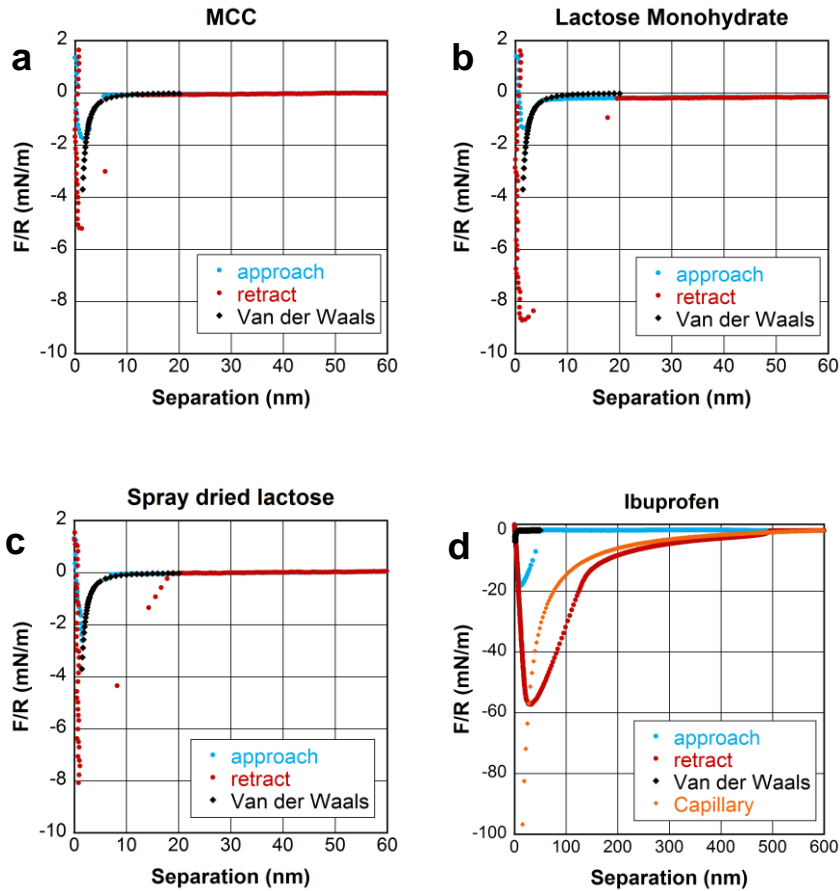 MCC
a
2
0
-2
-4
-6
-8
-10
F/R (mN/m)
approach
retract
Van der Waals
0 10 20 30 40 50 60
Separation (nm)
Lactose Monohydrate
b
2
0
-2
-4
-6
-8
-10
F/R (mN/m)
approach
retract
Van der Waals
0 10 20 30 40 50 60
Separation (nm)
Spray dried lactose
c
2
0
-2
-4
-6
-8
-10
F/R (mN/m)
approach
retract
Van der Waals
0 10 20 30 40 50 60
Separation (nm)
Ibuprofen
d
0
-20
-40
-60
-80
-100
F/R (mN/m)
approach
retract
Van der Waals
Capillary
0 100 200 300 400 500 600
Separation (nm)